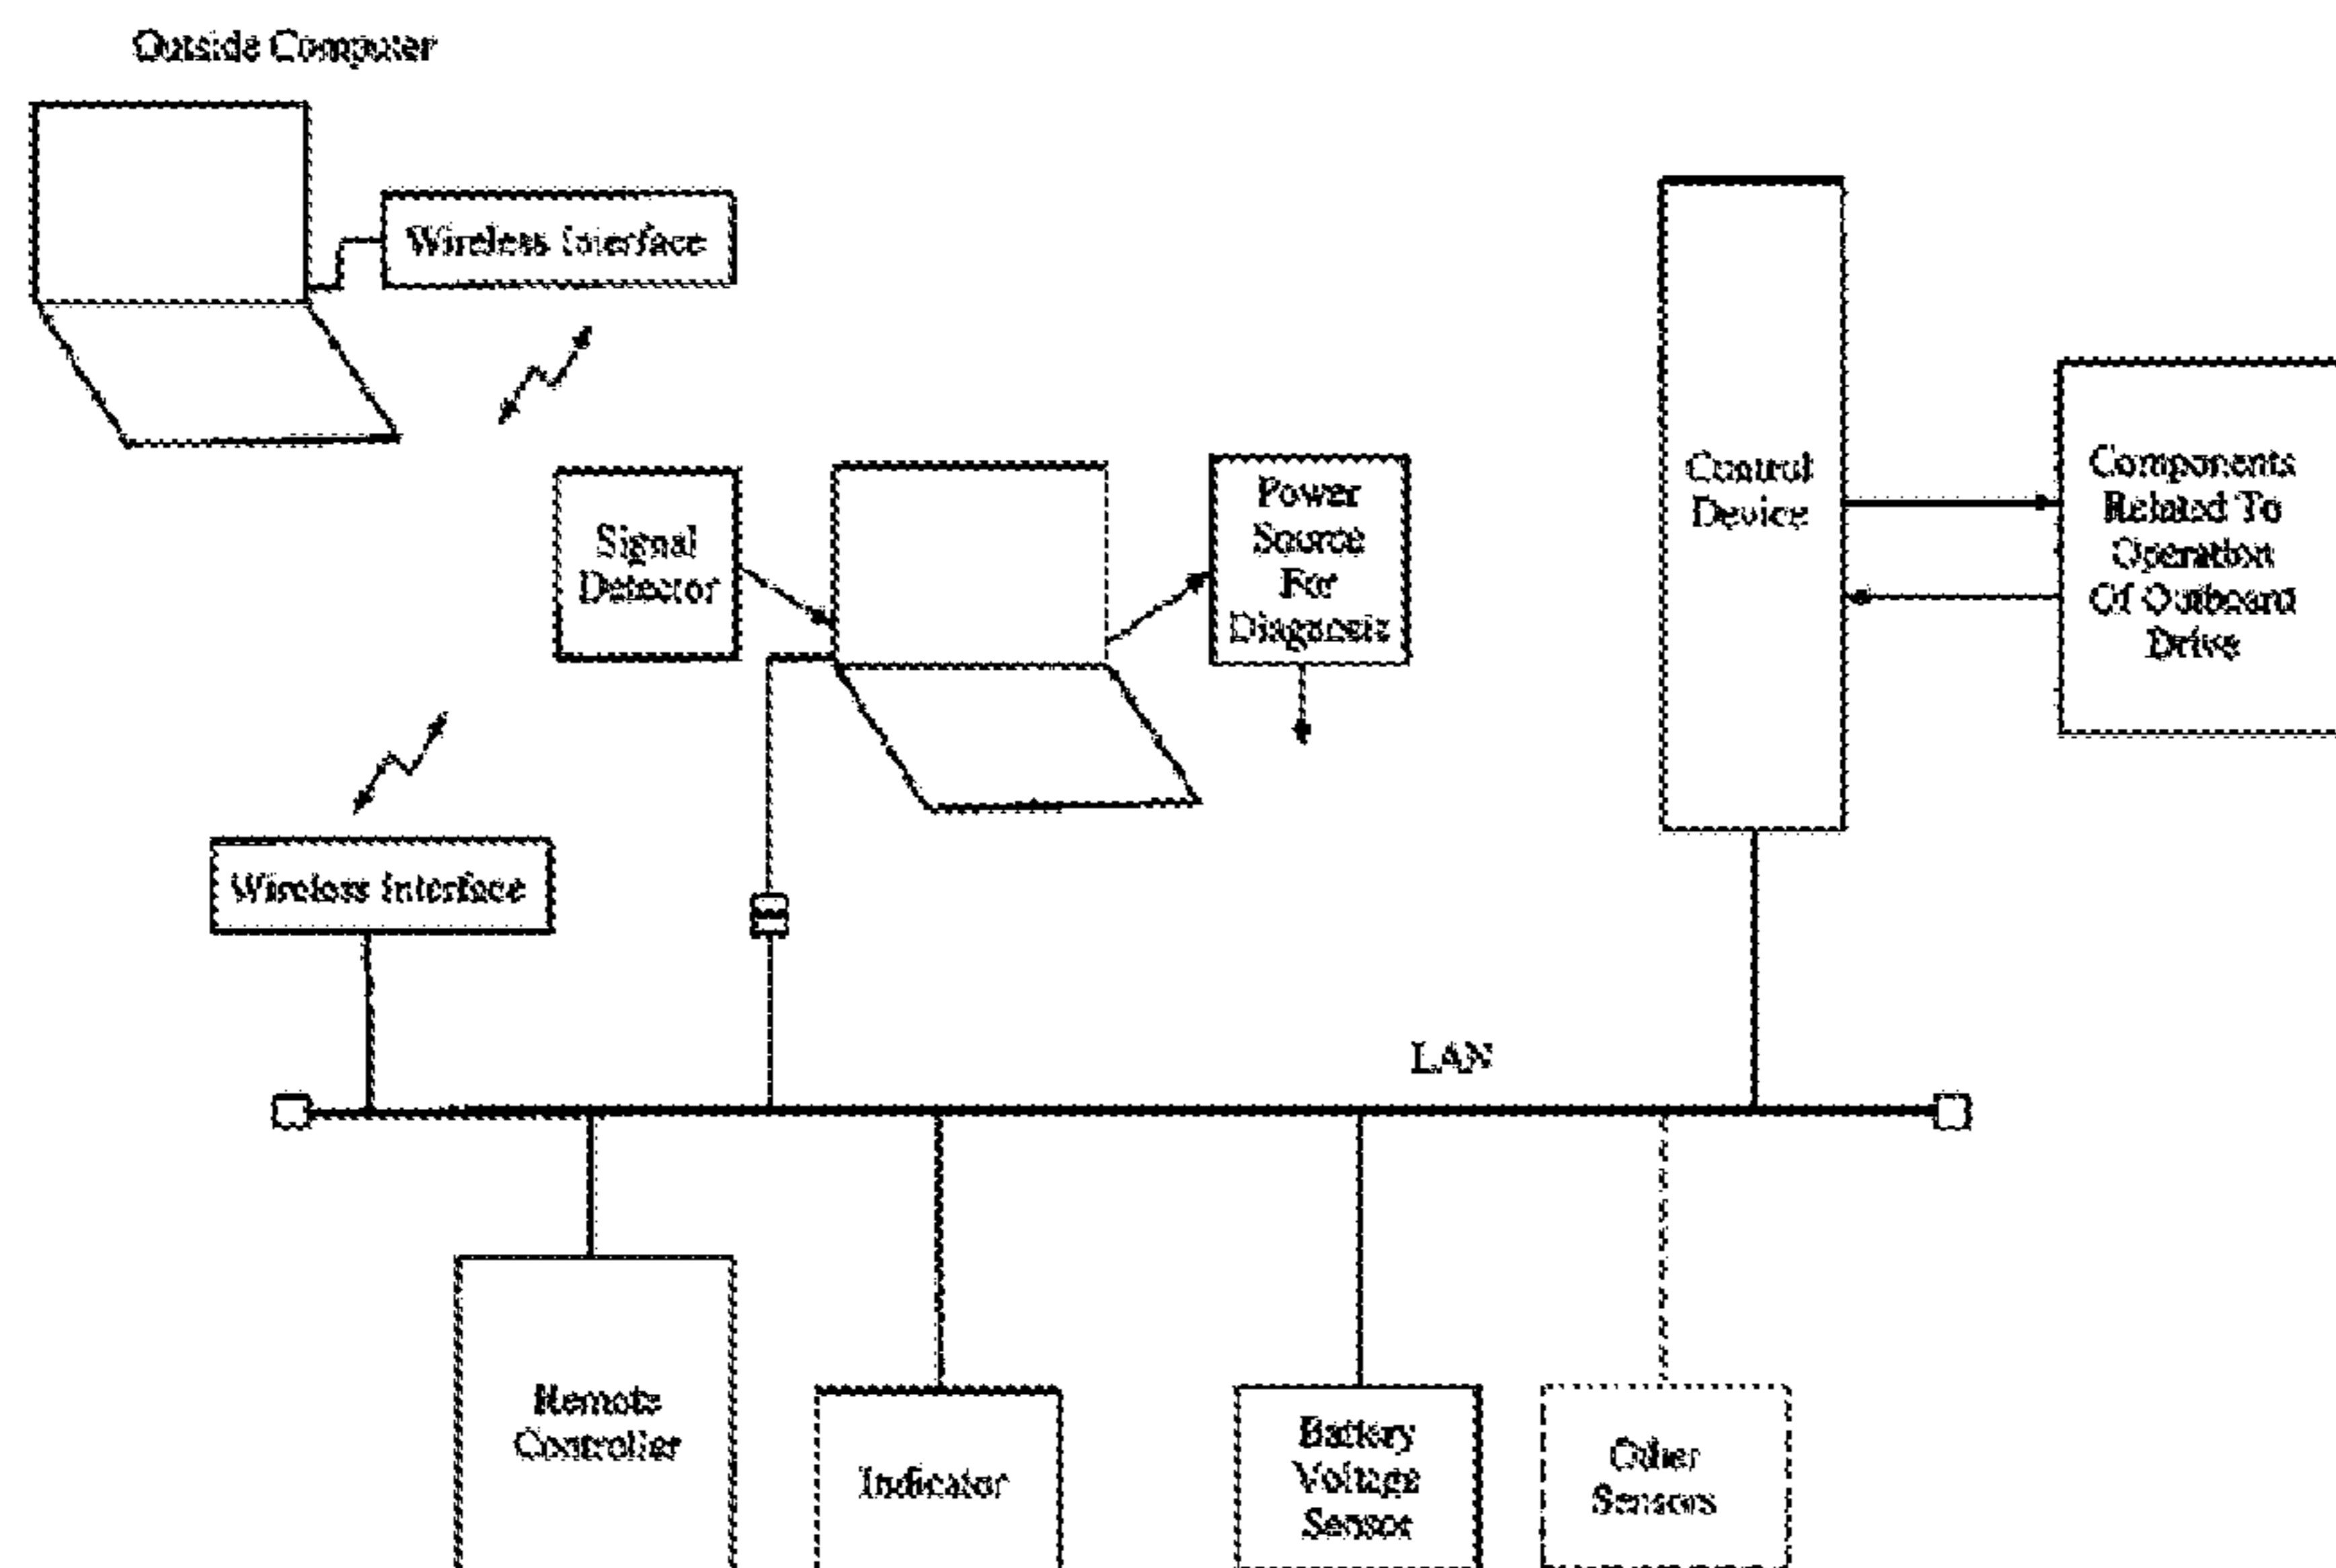 Outside Computer
Wireless Interface
Signal
Detector
Power
Source
For
Diagnosis
Control
Device
Components
Related To
Operation
Of Outboard
Drive
Wireless Interface
LAN
Remote
Controller
Indicator
Battery
Voltage
Sensor
Other
Sensors